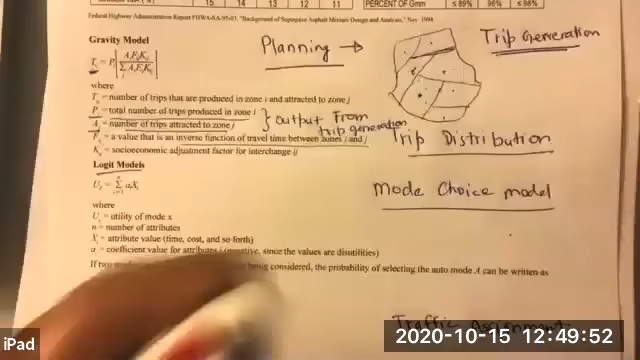 15 14 13 12 11 PERCENT OF Gmm ≤ 89% 96% ≤ 98%
Federal Highway Administration Report FHWA-SA-95-03, "Background of Superpave Asphalt Mixture Design and Analysis," Nov. 1994
Gravity Model
Planning →
Trip Generation
where
= number of trips that are produced in zone i and attracted to zone j
= total number of trips produced in zone i
= number of trips attracted to zone j
} output from trip generation
= a value that is an inverse function of travel time between zones i and j
= socioeconomic adjustment factor for interchange ij
Trip Distribution
Logit Models
Mode Choice model
where
= utility of mode x
n = number of attributes
= attribute value (time, cost, and so forth)
= coefficient value for attributes i (negative, since the values are disutilities)
If two being considered, the probability of selecting the auto mode A can be written as
Traffic Assignment
iPad
2020-10-15 12:49:52